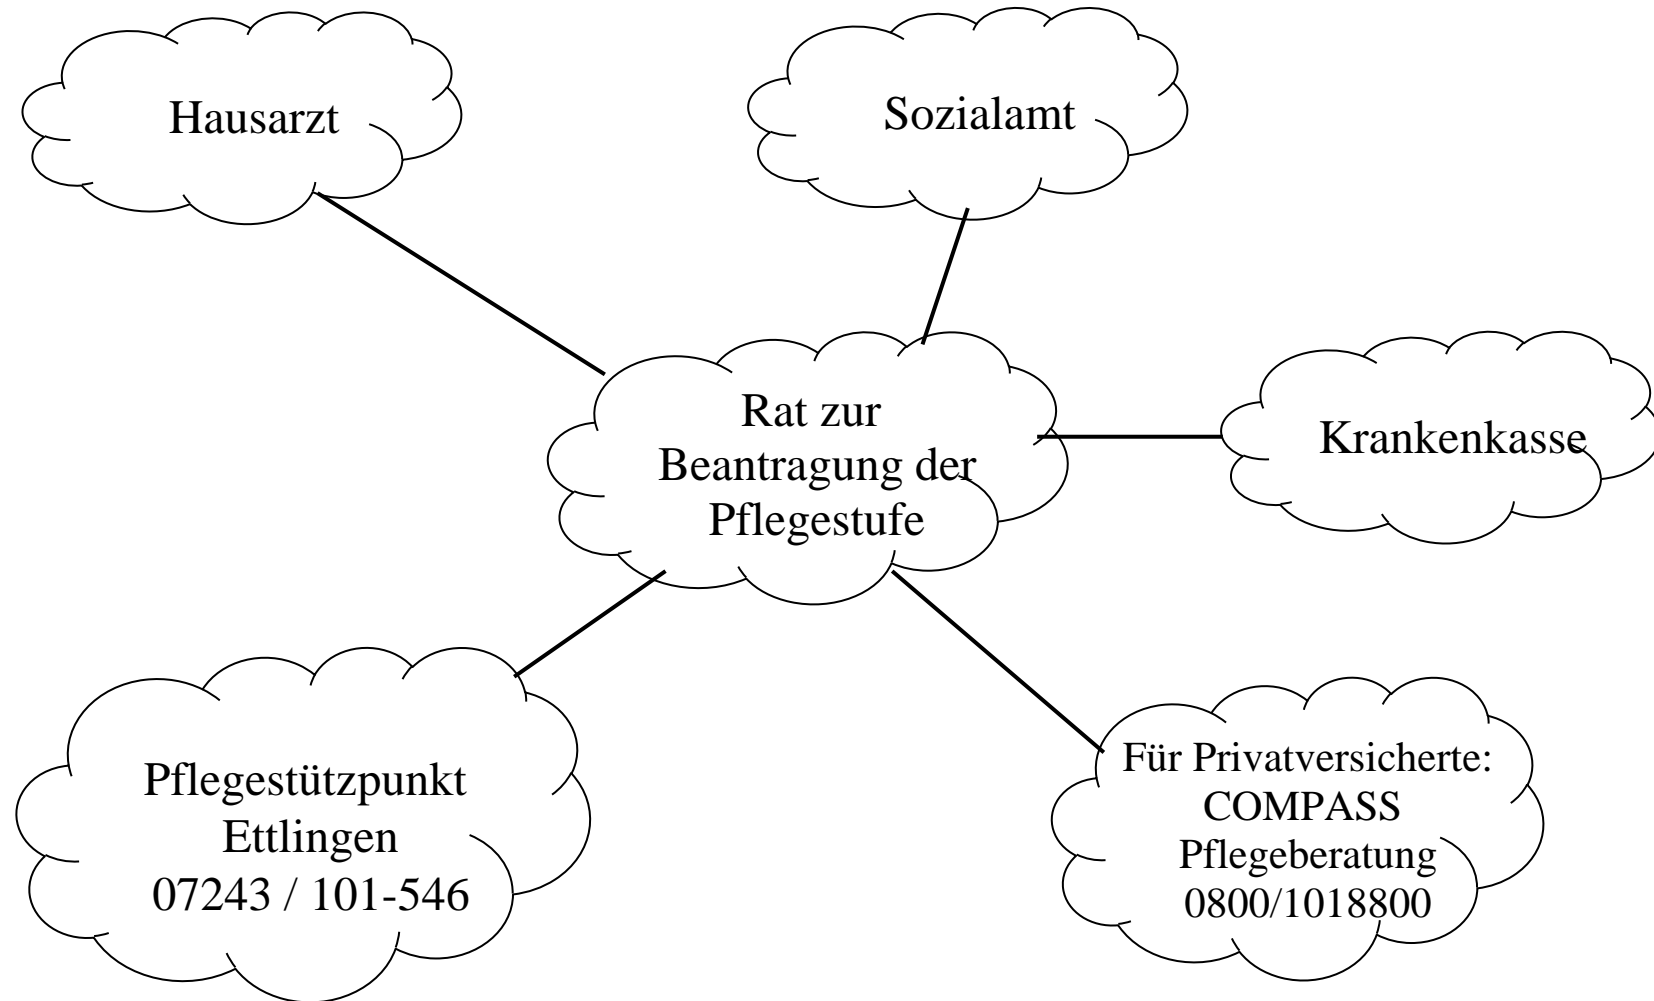 Hausarzt
Sozialamt
Rat zur
Beantragung der
Pflegestufe
Krankenkasse
Pflegestützpunkt
Ettlingen
07243 / 101-546
Für Privatversicherte:
COMPASS
Pflegeberatung
0800/1018800